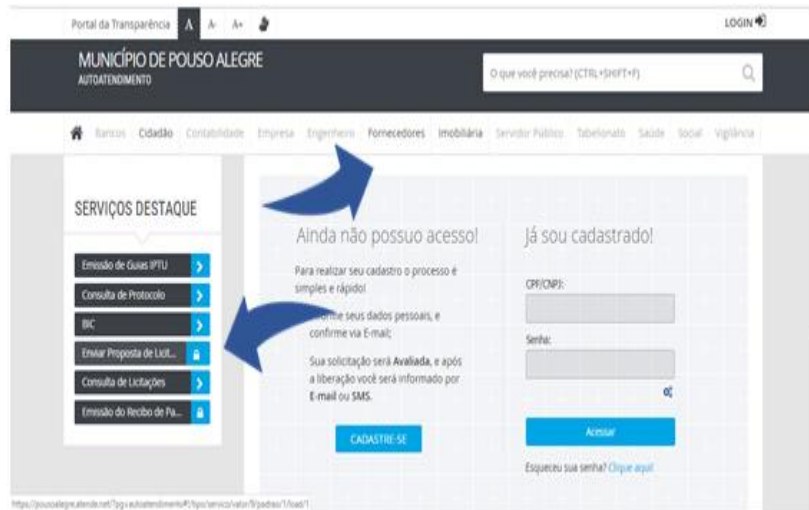 Portal da Transparência A A- A+
LOGIN
MUNICÍPIO DE POUSO ALEGRE
AUTOATENDIMENTO
O que você precisa? (CTRL+SHIFT+F)
Bancos Cidadão Contabilidade Empresa Engenheiro Fornecedores Imobiliária Servidor Público Tabelionato Saúde Social Vigilância
SERVIÇOS DESTAQUE
Emissão de Guias IPTU
Consulta de Protocolo
BIC
Enviar Proposta de Licit...
Consulta de Licitações
Emissão do Recibo de Pa...
Ainda não possuo acesso!
Para realizar seu cadastro o processo é
simples e rápido!
seus dados pessoais, e
confirme via E-mail;
Sua solicitação será Avaliada, e após
a liberação você será informado por
E-mail ou SMS.
CADASTRE-SE
Já sou cadastrado!
CPF/CNPJ:
Senha:
Acessar
Esqueceu sua senha? Clique aqui!